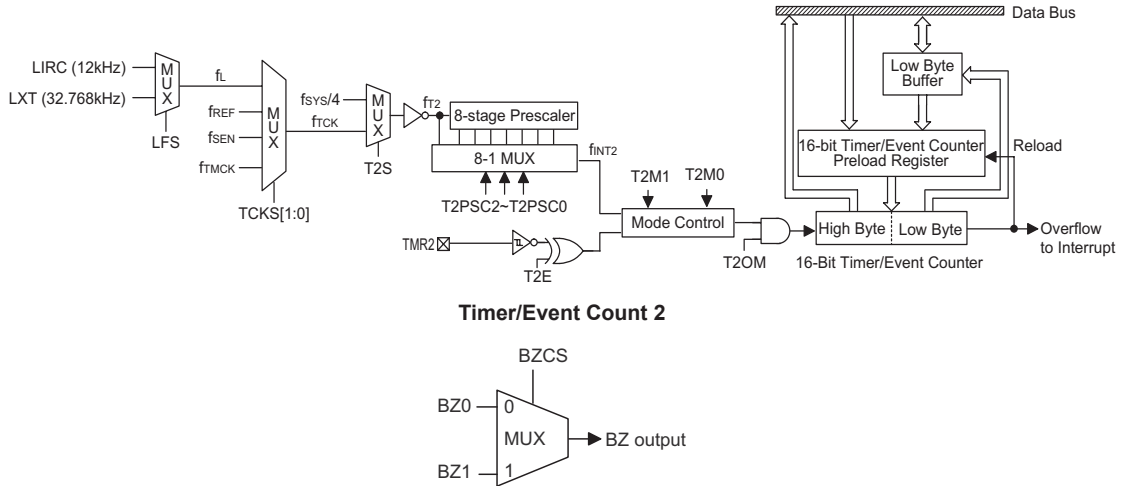 Data Bus
LIRC (12kHz)
LXT (32.768kHz)
MUX
LFS
fL
fREF
fSEN
fTMCK
MUX
TCKS[1:0]
fSYS/4
fTCK
MUX
T2S
fT2
8-stage Prescaler
8-1 MUX
T2PSC2~T2PSC0
fINT2
TMR2
T2E
T2M1
T2M0
Mode Control
T2OM
Low Byte
Buffer
16-bit Timer/Event Counter
Preload Register
Reload
High Byte
Low Byte
16-Bit Timer/Event Counter
Overflow
to Interrupt
Timer/Event Count 2
BZCS
BZ0
0
MUX
BZ output
BZ1
1